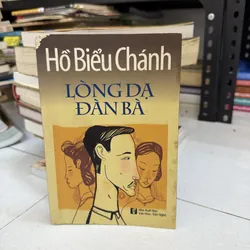 Hồ Biểu Chánh
LÒNG DẠ
ĐÀN BÀ